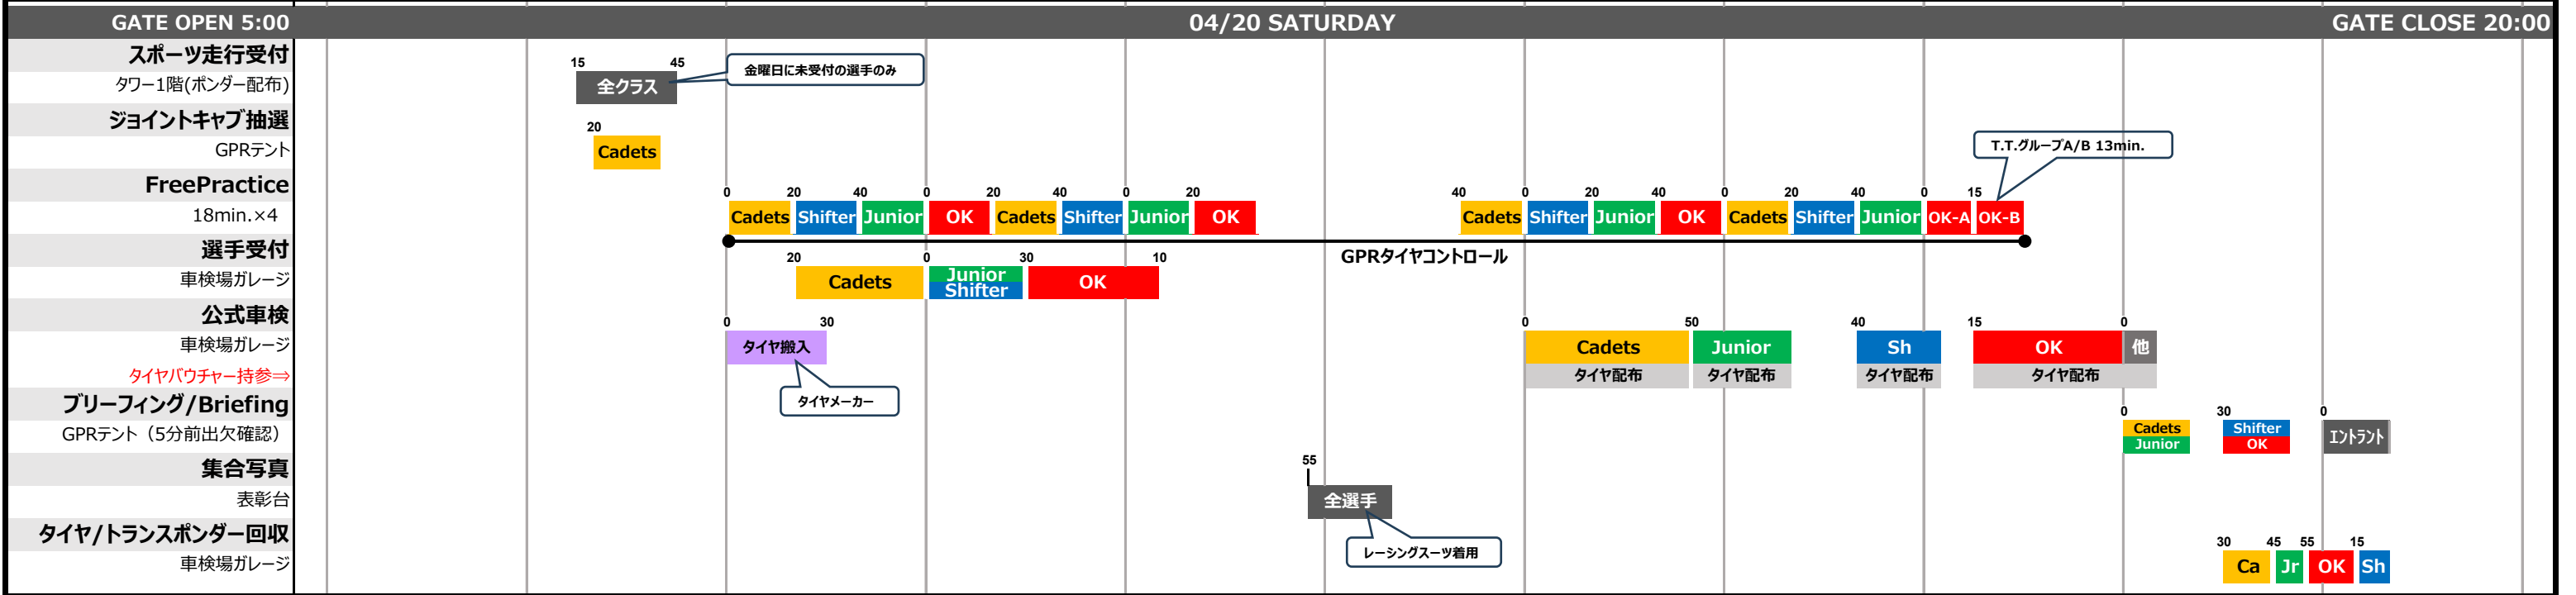 GATE OPEN 5:00 04/20 SATURDAY GATE CLOSE 20:00
スポーツ走行受付
15 45
金曜日に未受付の選手のみ
タワー1階(ポンダー配布)
全クラス
ジョイントキャブ抽選
20
GPRテント
Cadets
T.T.グループA/B 13min.
FreePractice
0 20 40 0 20 40 0 20 40 0 20 40 0 20 40 0 15
18min.×4
Cadets Shifter Junior OK Cadets Shifter Junior OK Cadets Shifter Junior OK Cadets Shifter Junior OK-A OK-B
選手受付
GPRタイヤコントロール
20 0 30 10
車検場ガレージ
Cadets Junior Shifter OK
公式車検
0 30 0 50 40 15 0
車検場ガレージ
タイヤ搬入 Cadets Junior Sh OK 他
タイヤバウチャー持参⇒
タイヤ配布 タイヤ配布 タイヤ配布 タイヤ配布
タイヤメーカー
ブリーフィング/Briefing
0 30 0
GPRテント（5分前出欠確認）
Cadets Shifter エントラント
Junior OK
集合写真
55
表彰台
全選手
レーシングスーツ着用
タイヤ/トランスポンダー回収
30 45 55 15
車検場ガレージ
Ca Jr OK Sh